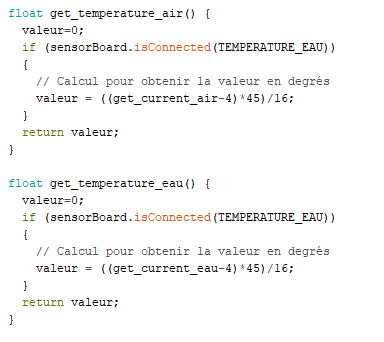 float get_temperature_air() {
  valeur=0;
  if (sensorBoard.isConnected(TEMPERATURE_EAU))
  {
    // Calcul pour obtenir la valeur en degrés
    valeur = ((get_current_air-4)*45)/16;
  }
  return valeur;
}

float get_temperature_eau() {
  valeur=0;
  if (sensorBoard.isConnected(TEMPERATURE_EAU))
  {
    // Calcul pour obtenir la valeur en degrés
    valeur = ((get_current_eau-4)*45)/16;
  }
  return valeur;
}